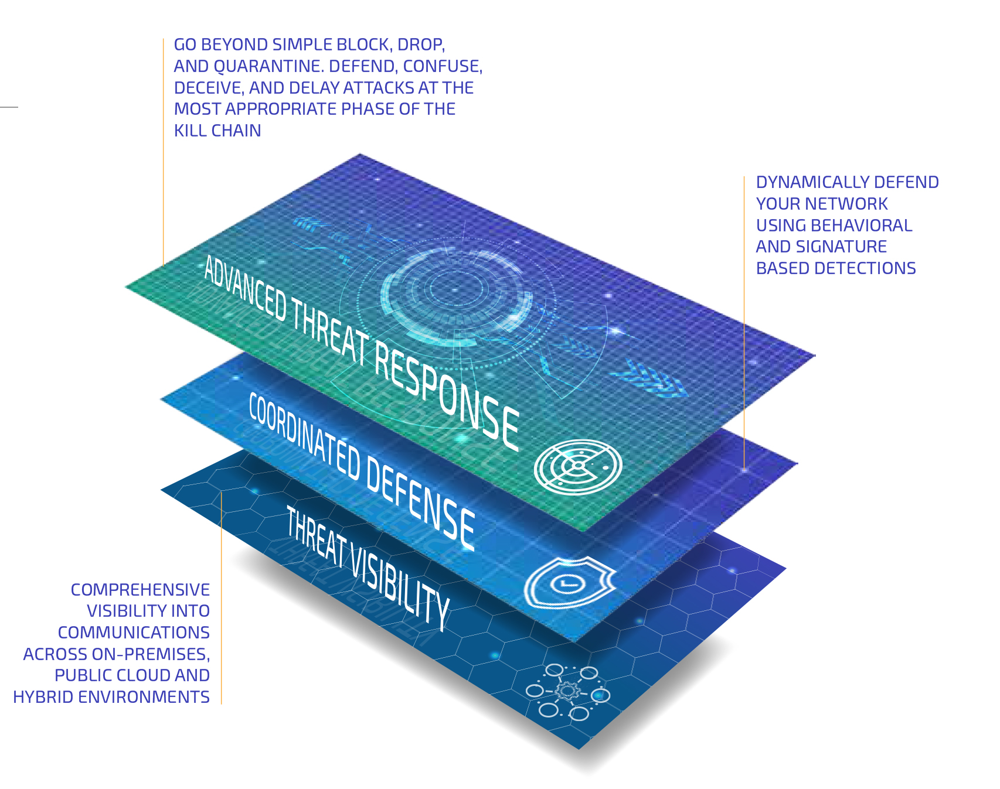 GO BEYOND SIMPLE BLOCK, DROP,
AND QUARANTINE. DEFEND, CONFUSE,
DECEIVE, AND DELAY ATTACKS AT THE
MOST APPROPRIATE PHASE OF THE
KILL CHAIN
DYNAMICALLY DEFEND
YOUR NETWORK
USING BEHAVIORAL
AND SIGNATURE
BASED DETECTIONS
ADVANCED THREAT RESPONSE
COORDINATED DEFENSE
THREAT VISIBILITY
COMPREHENSIVE
VISIBILITY INTO
COMMUNICATIONS
ACROSS ON-PREMISES,
PUBLIC CLOUD AND
HYBRID ENVIRONMENTS